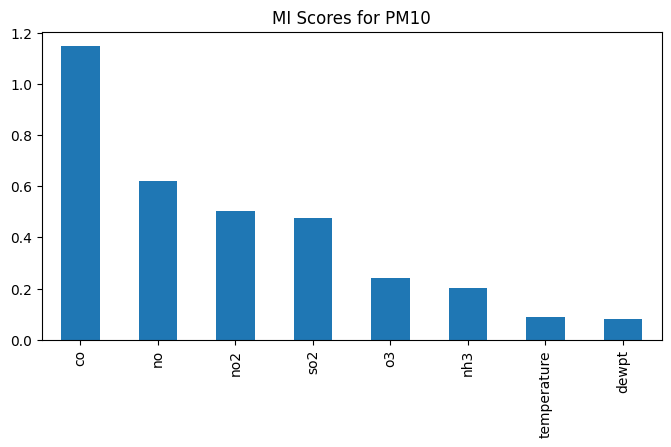 MI Scores for PM10
1.2
1.0
0.8
0.6
0.4
0.2
0.0
co
no
no2
so2
o3
nh3
temperature
dewpt